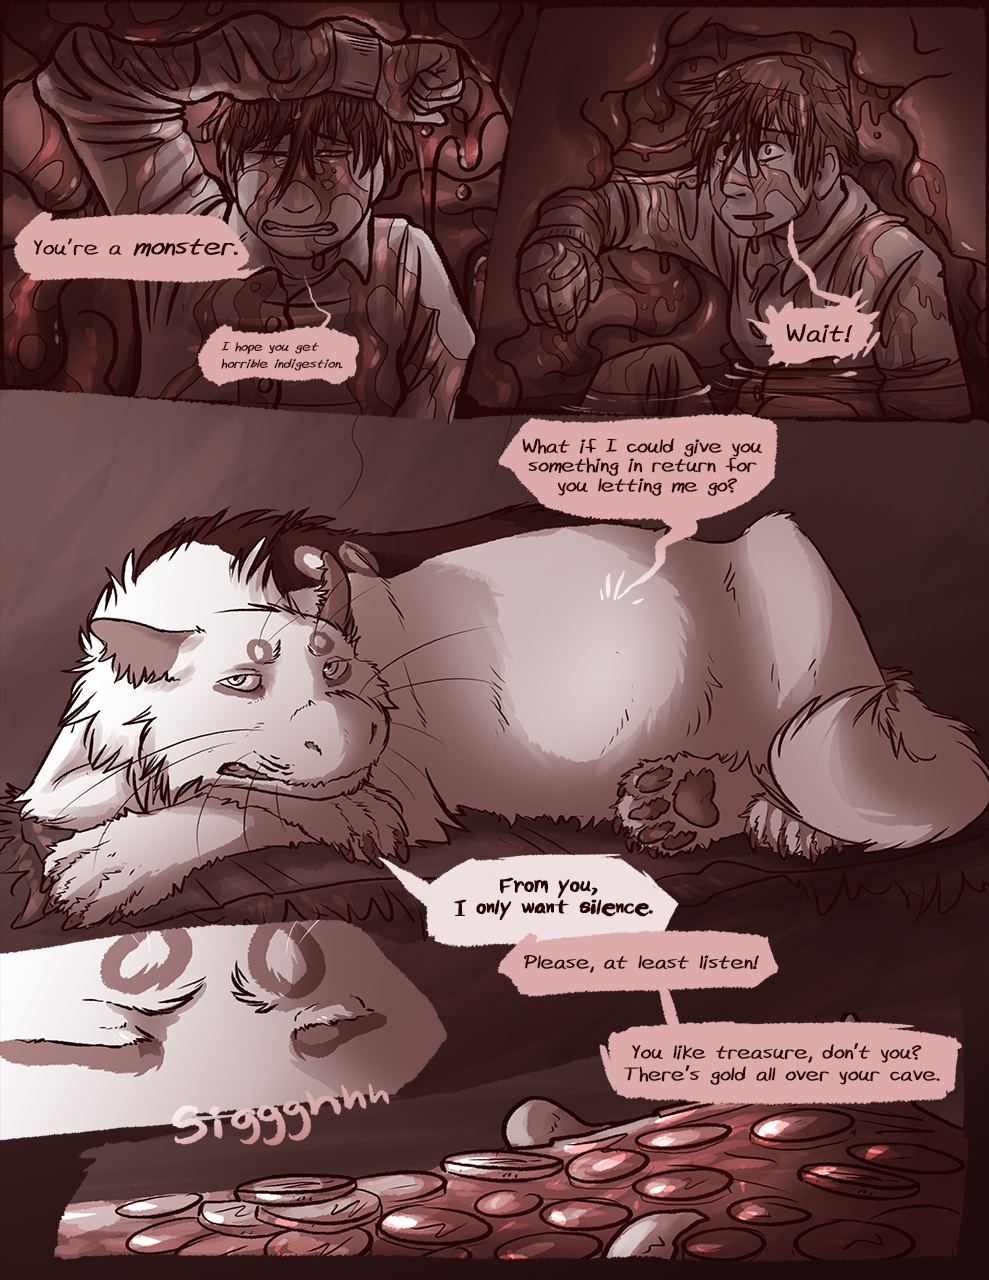 You're a monster.
I hope you get
horrible indigestion.
Wait!
What if I could give you
something in return for
you letting me go?
From you,
I only want silence.
Please, at least listen!
Siggghhh
You like treasure, don't you?
There's gold all over your cave.